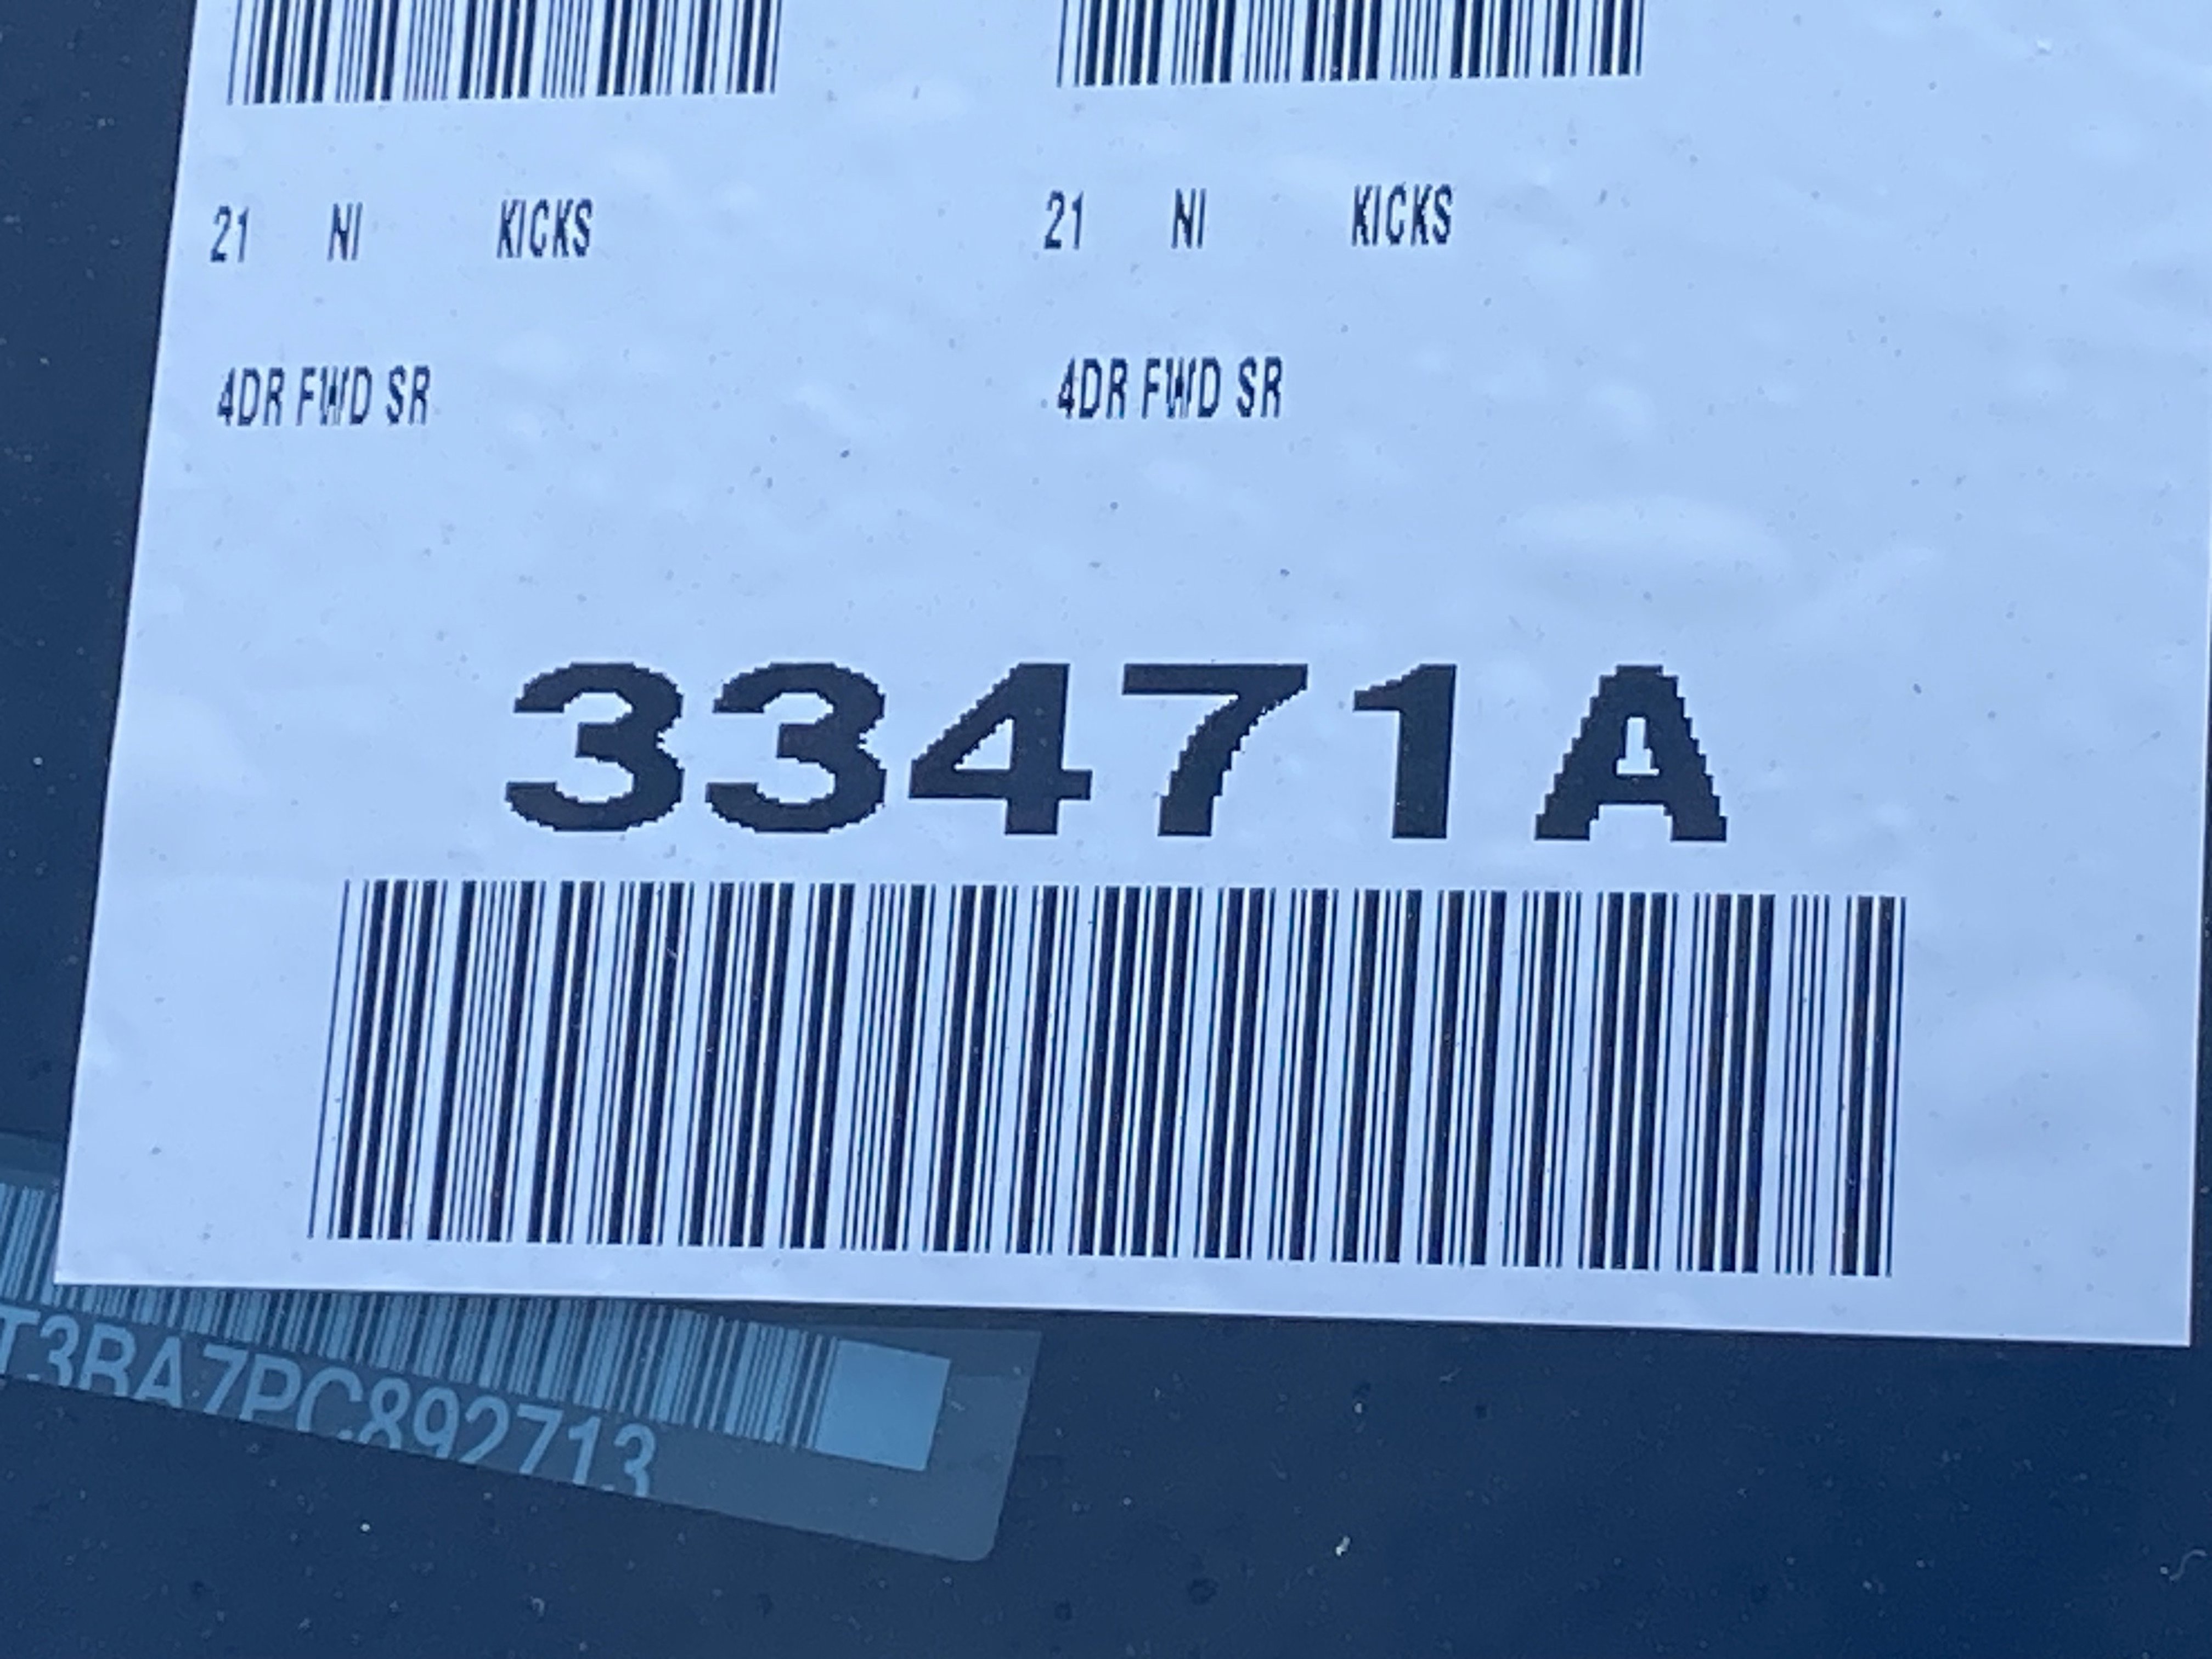 21 NI KICKS 21 NI KICKS
4DR FWD SR 4DR FWD SR
33471A
T3BA7PC892713